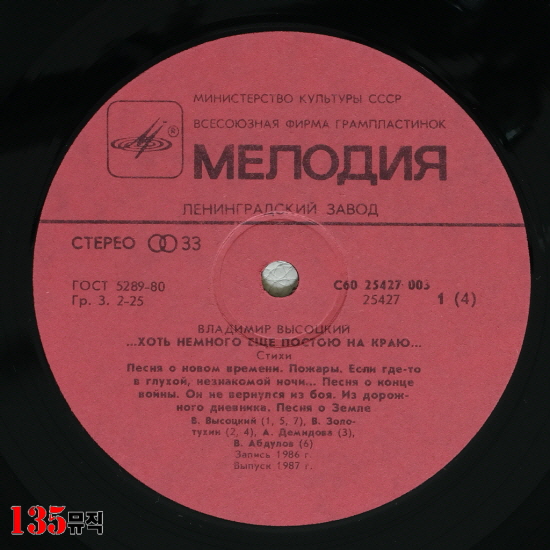 МИНИСТЕРСТВО КУЛЬТУРЫ СССР
ВСЕСОЮЗНАЯ ФИРМА ГРАМПЛАСТИНОК
®
МЕЛОДИЯ
ЛЕНИНГРАДСКИЙ ЗАВОД
СТЕРЕО 33
ГОСТ 5289-80
Гр. 3. 2-25
С60 25427 003
25427 1 (4)
ВЛАДИМИР ВЫСОЦКИЙ
...ХОТЬ НЕМНОГО ЕЩЕ ПОСТОЮ НА КРАЮ...
Стихи
Песня о новом времени. Пожары. Если где-то
в глухой, незнакомой ночи... Песня о конце
войны. Он не вернулся из боя. Из дорож-
ного дневника. Песня о Земле
В. Высоцкий (1, 5, 7), В. Золо-
тухин (2, 4), А. Демидова (3),
В. Абдулов (6)
Запись 1986 г.
Выпуск 1987 г.
135뮤직